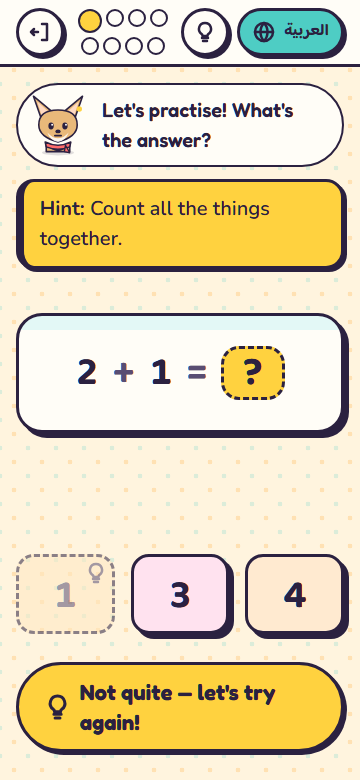 العربية
Let's practise! What's
the answer?
Hint: Count all the things
together.
2 + 1 = ?
1
3
4
Not quite – let's try
again!